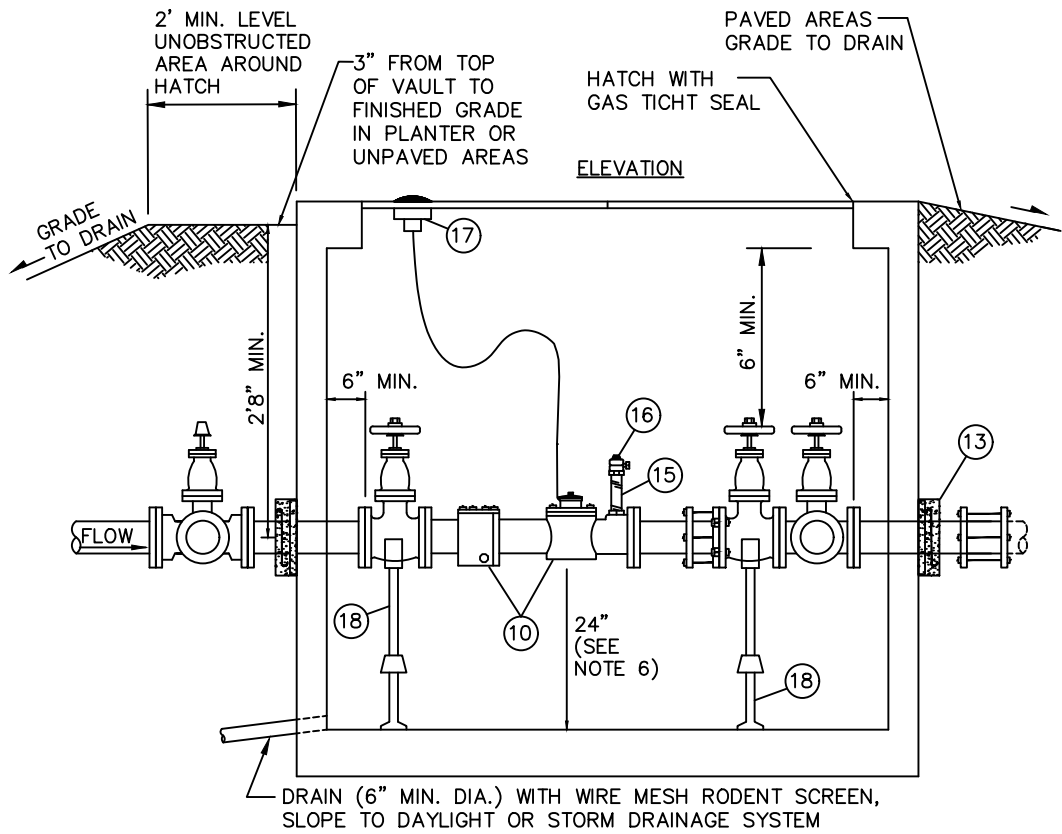 2' MIN. LEVEL
UNOBSTRUCTED
AREA AROUND
HATCH
3" FROM TOP
OF VAULT TO
FINISHED GRADE
IN PLANTER OR
UNPAVED AREAS
HATCH WITH
GAS TICHT SEAL
PAVED AREAS
GRADE TO DRAIN
ELEVATION
GRADE
TO DRAIN
17
2'8" MIN.
6" MIN.
6" MIN.
6" MIN.
16
15
13
FLOW
18
10
24"
(SEE
NOTE 6)
18
DRAIN (6" MIN. DIA.) WITH WIRE MESH RODENT SCREEN,
SLOPE TO DAYLIGHT OR STORM DRAINAGE SYSTEM